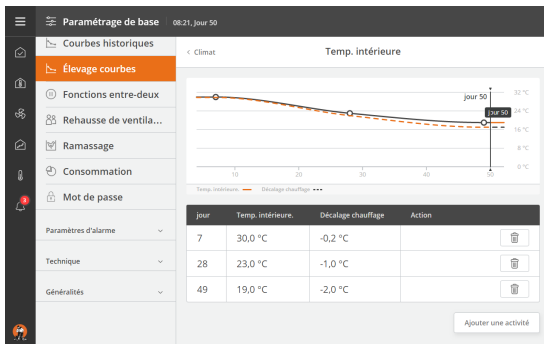 Paramétrage de base 08:21, Jour 50
Courbes historiques
Élevage courbes
Fonctions entre-deux
Rehausse de ventila...
Ramassage
Consommation
Mot de passe
Paramètres d'alarme
Technique
Généralités
< Climat
Temp. intérieure
jour 50
Jour 50
32 °C
24 °C
16 °C
8 °C
0 °C
10 20 30 40 50
Temp. intérieure. Décalage chauffage
jour Temp. intérieure. Décalage chauffage Action
7 30,0 °C -0,2 °C
28 23,0 °C -1,0 °C
49 19,0 °C -2,0 °C
Ajouter une activité